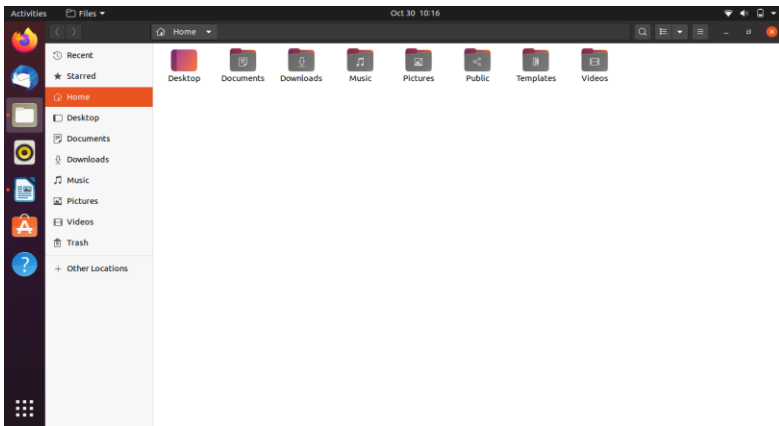 Activities Files Oct 30 10:16
Home
Recent
Starred
Home
Desktop
Documents
Downloads
Music
Pictures
Videos
Trash
+ Other Locations
Desktop Documents Downloads Music Pictures Public Templates Videos